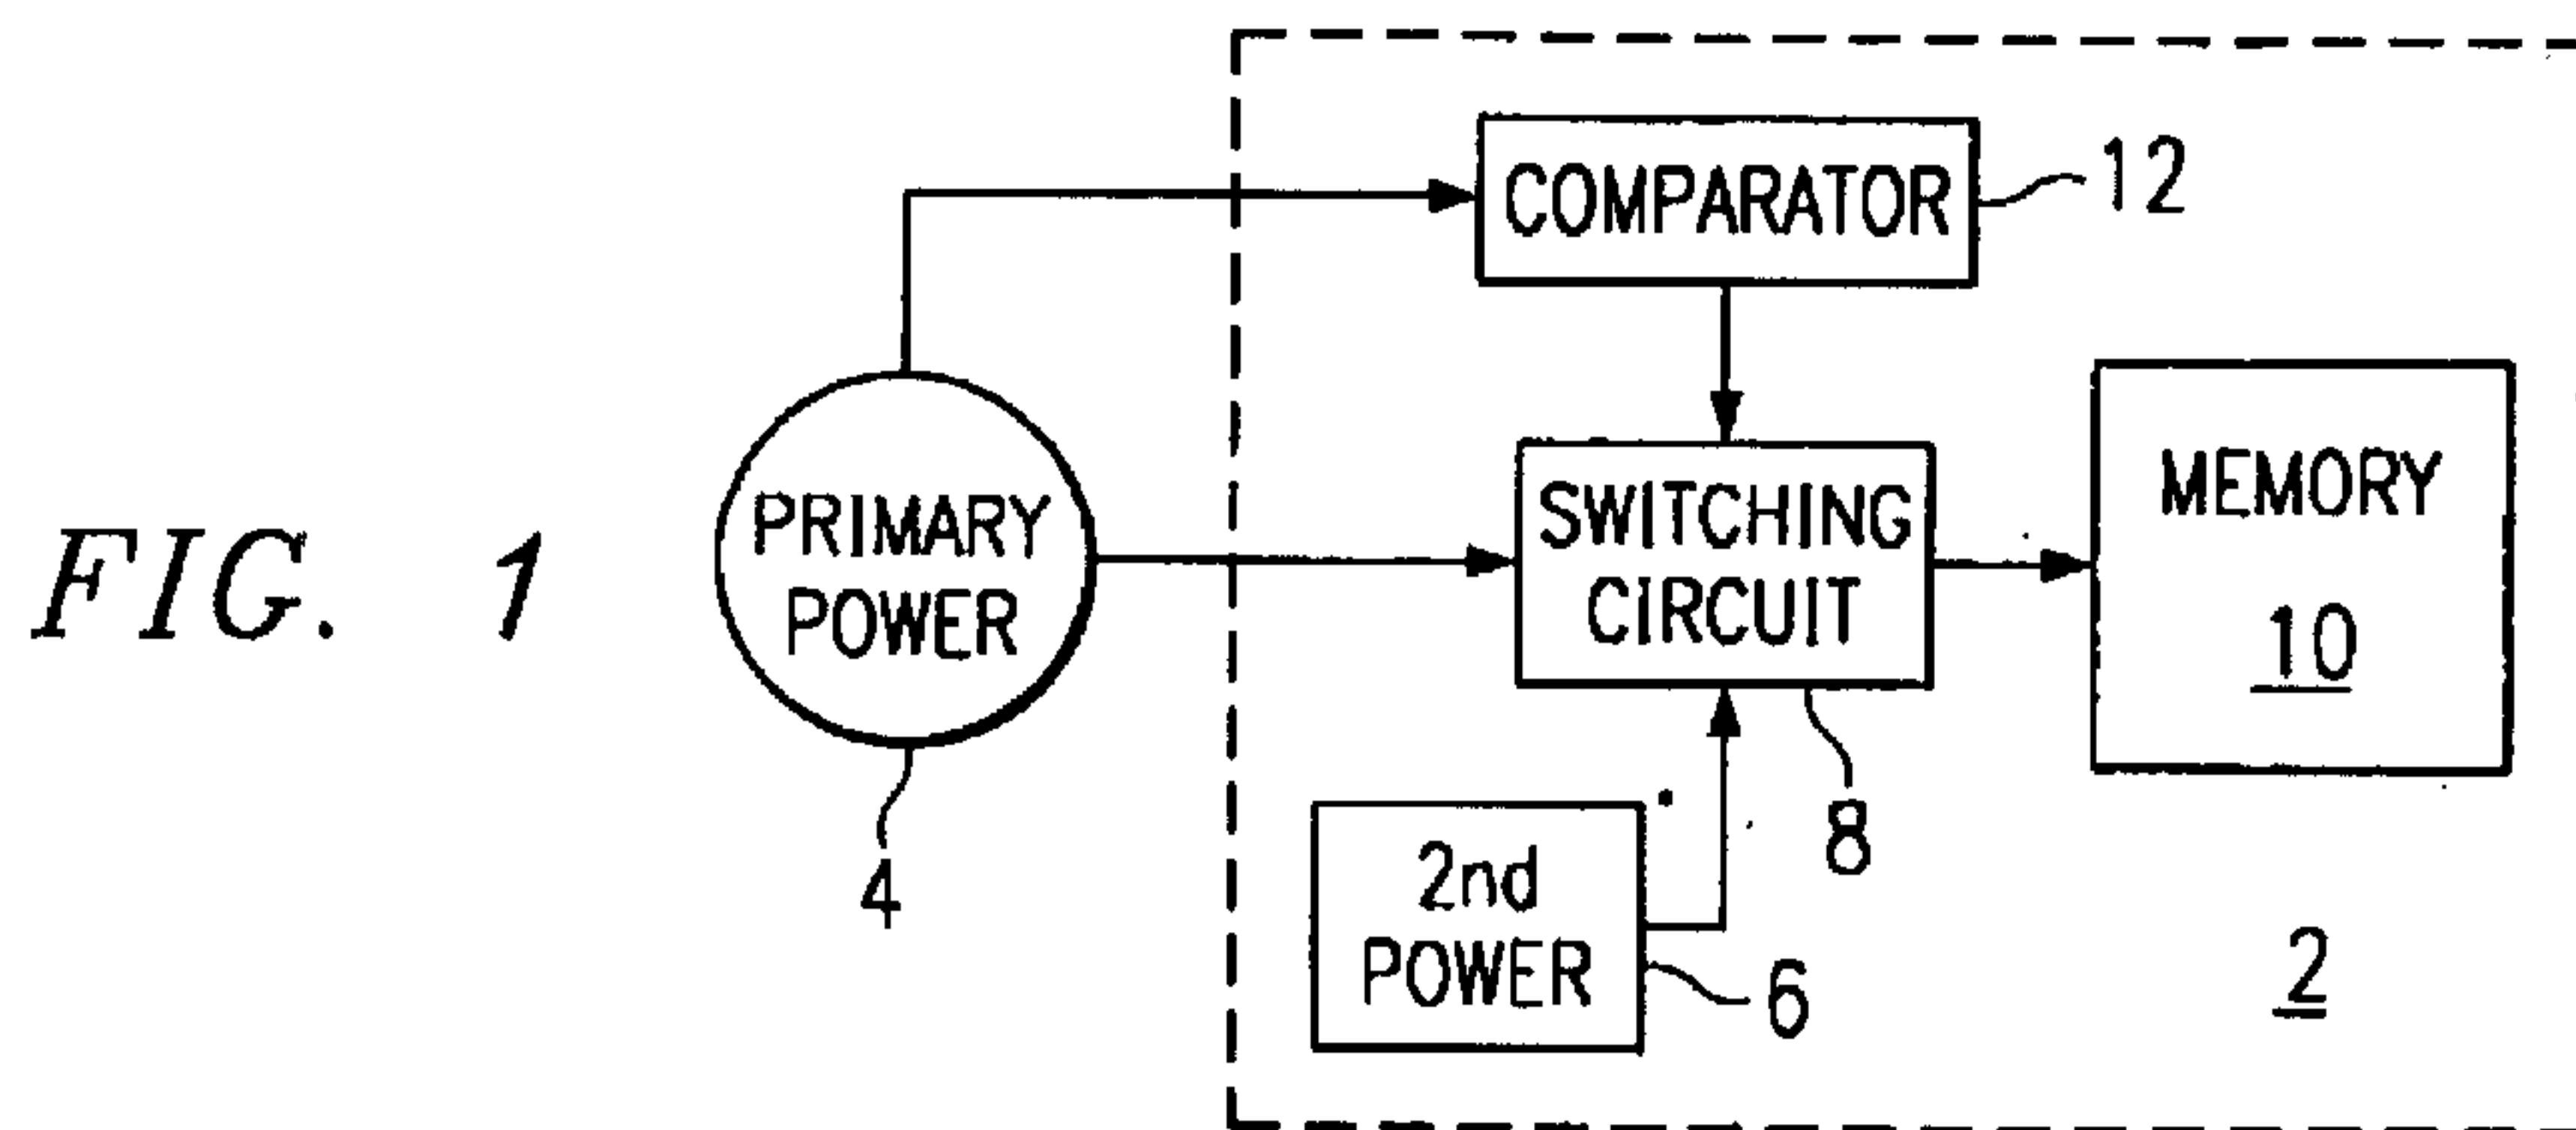 COMPARATOR
12
FIG. 1
PRIMARY
POWER
4
SWITCHING
CIRCUIT
8
MEMORY
10
2nd
POWER
6
2